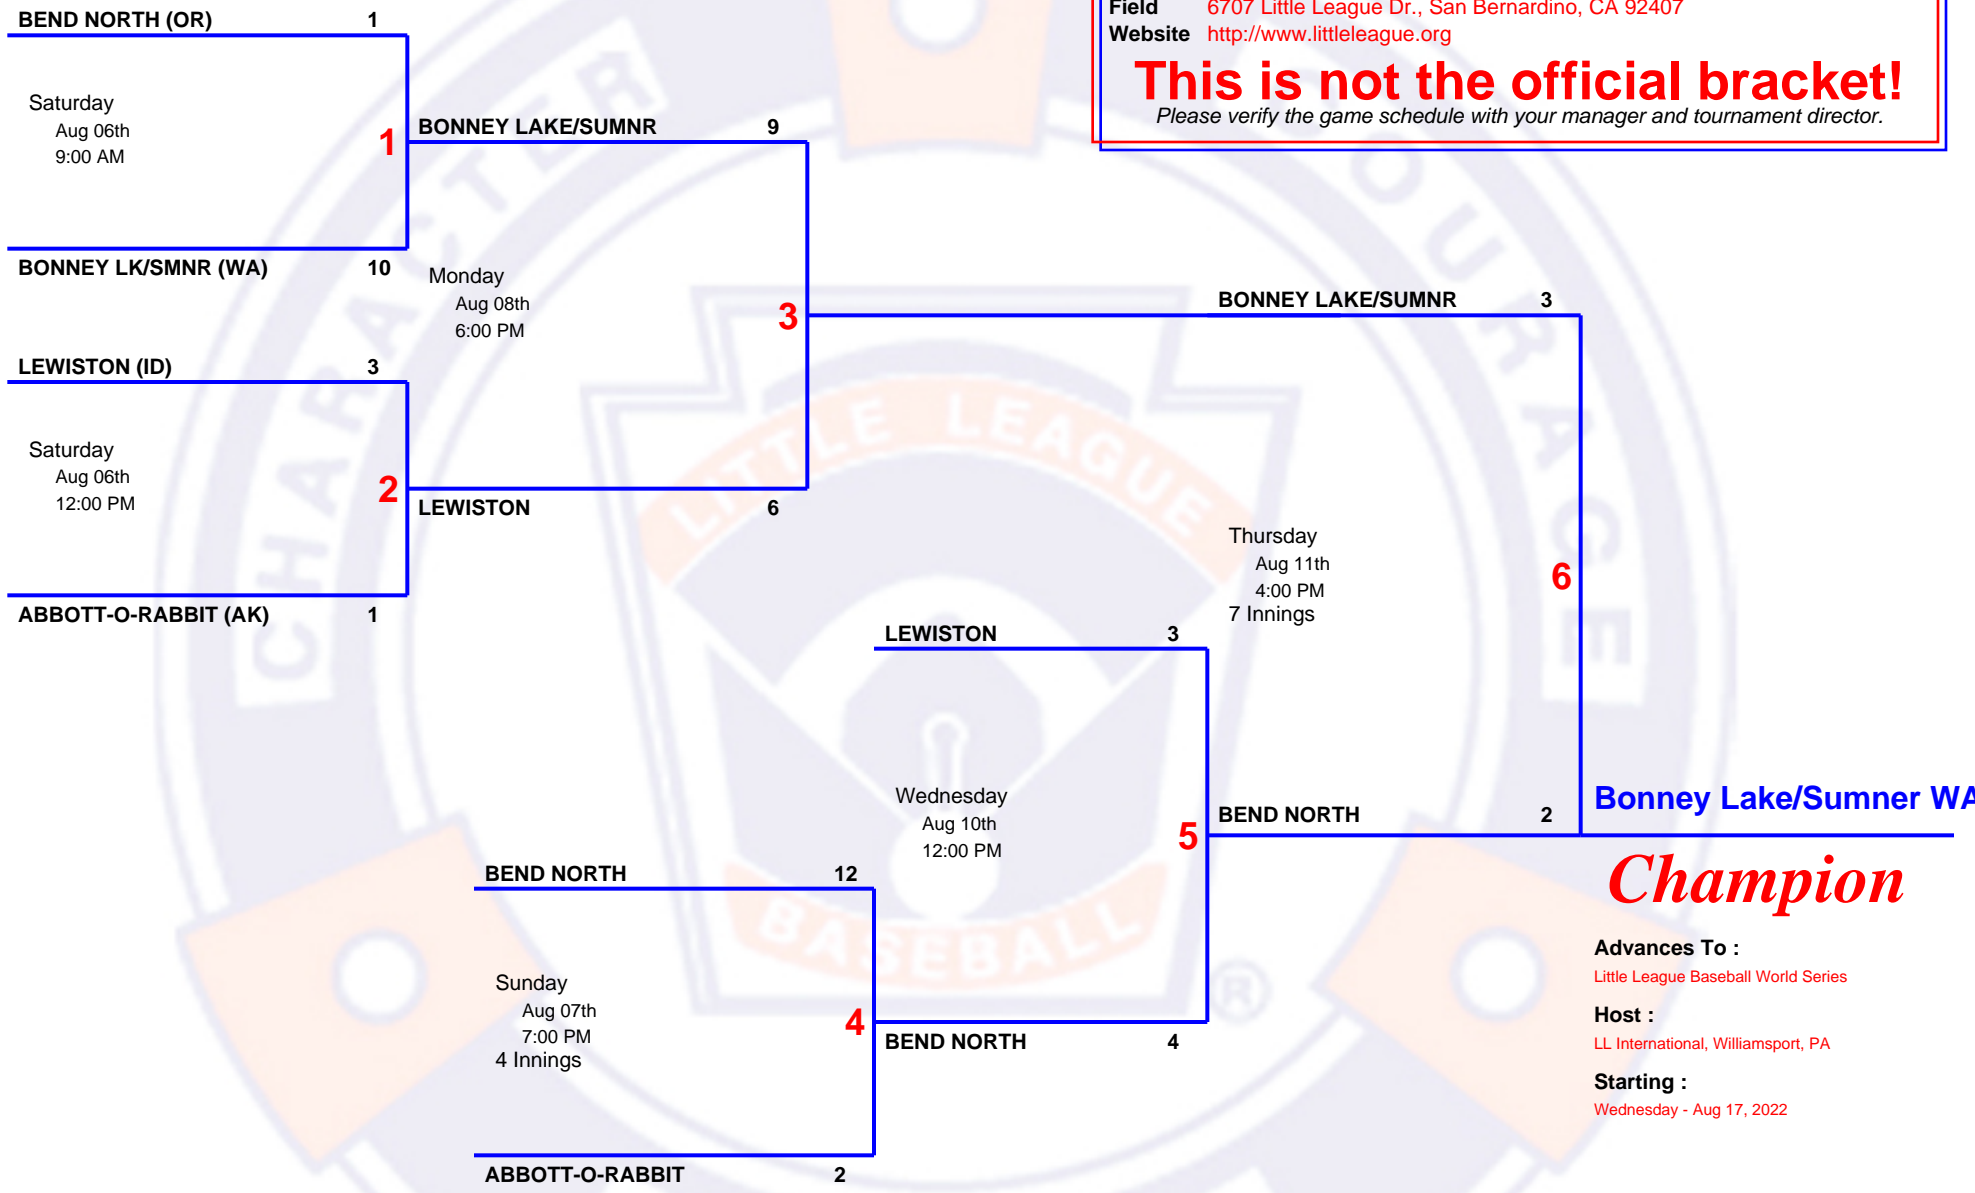 BEND NORTH (OR) 1
Field 6707 Little League Dr., San Bernardino, CA 92407
Website http://www.littleleague.org
This is not the official bracket!
Please verify the game schedule with your manager and tournament director.
Saturday
Aug 06th
9:00 AM
1
BONNEY LAKE/SUMNR 9
BONNEY LK/SMNR (WA) 10
Monday
Aug 08th
6:00 PM
3
BONNEY LAKE/SUMNR 3
LEWISTON (ID) 3
Saturday
Aug 06th
12:00 PM
2
LEWISTON 6
ABBOTT-O-RABBIT (AK) 1
Thursday
Aug 11th
4:00 PM
7 Innings
6
LEWISTON 3
Wednesday
Aug 10th
12:00 PM
5
BEND NORTH 2
Bonney Lake/Sumner WA
Champion
BEND NORTH 12
Sunday
Aug 07th
7:00 PM
4 Innings
4
BEND NORTH 4
ABBOTT-O-RABBIT 2
Advances To :
Little League Baseball World Series
Host :
LL International, Williamsport, PA
Starting :
Wednesday - Aug 17, 2022
CHARACTER
COURAGE
LITTLE LEAGUE
BASEBALL
®